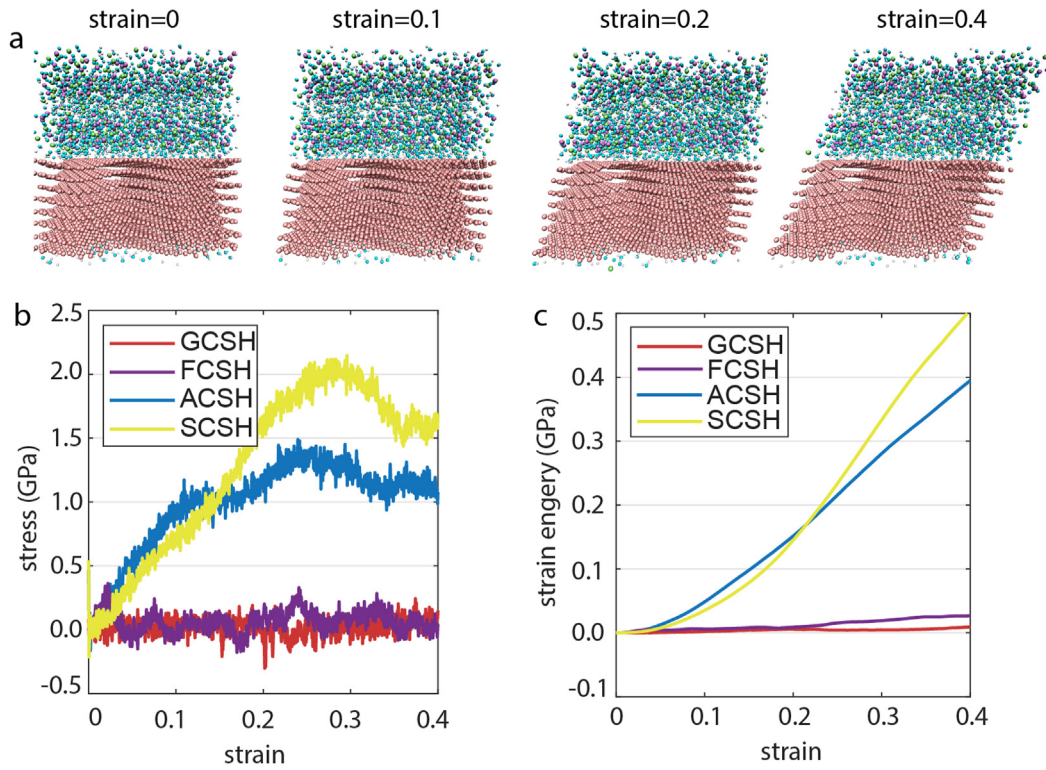 strain=0 strain=0.1 strain=0.2 strain=0.4
a
b
2.5
2.0
1.5
1.0
0.5
0.0
-0.5
stress (GPa)
GCSH
FCSH
ACSH
SCSH
0 0.1 0.2 0.3 0.4
strain
c
0.5
0.4
0.3
0.2
0.1
0.0
-0.1
strain engery (GPa)
GCSH
FCSH
ACSH
SCSH
0 0.1 0.2 0.3 0.4
strain